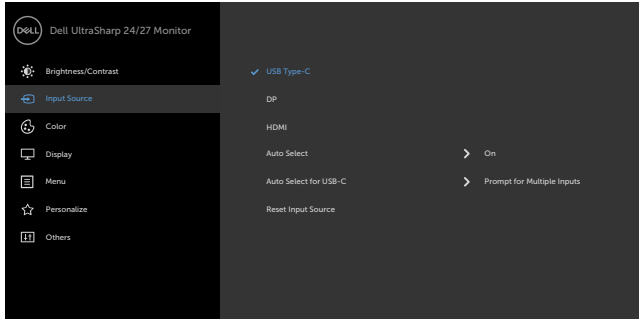 DELL Dell UltraSharp 24/27 Monitor
Brightness/Contrast USB Type-C
Input Source DP
Color HDMI
Display Auto Select On
Menu Auto Select for USB-C Prompt for Multiple Inputs
Personalize Reset Input Source
Others